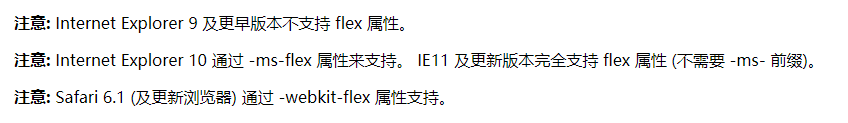 注意: Internet Explorer 9 及更早版本不支持 flex 属性。
注意: Internet Explorer 10 通过 -ms-flex 属性来支持。 IE11 及更新版本完全支持 flex 属性 (不需要 -ms- 前缀)。
注意: Safari 6.1 (及更新浏览器) 通过 -webkit-flex 属性支持。